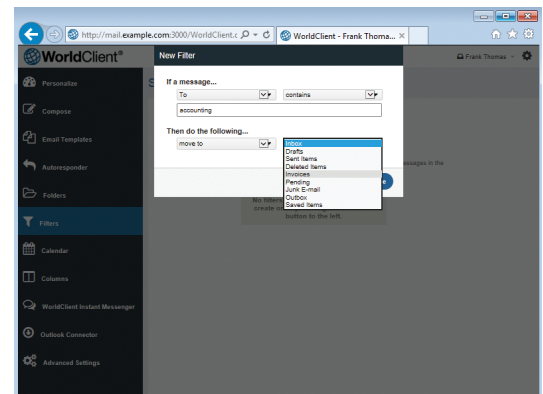 http://mail.example.com:3000/WorldClient.c
WorldClient - Frank Thoma...
WorldClient®
New Filter
Frank Thomas
Personalize
S
If a message...
To
contains
Compose
accounting
Email Templates
Then do the following...
move to
Inbox
Drafts
Sent Items
Deleted Items
Invoices
Pending
Junk E-mail
Outbox
Saved Items
Autoresponder
essages in the
Folders
e
No filters
create
button to the left.
Filters
Calendar
Columns
WorldClient Instant Messenger
Outlook Connector
Advanced Settings